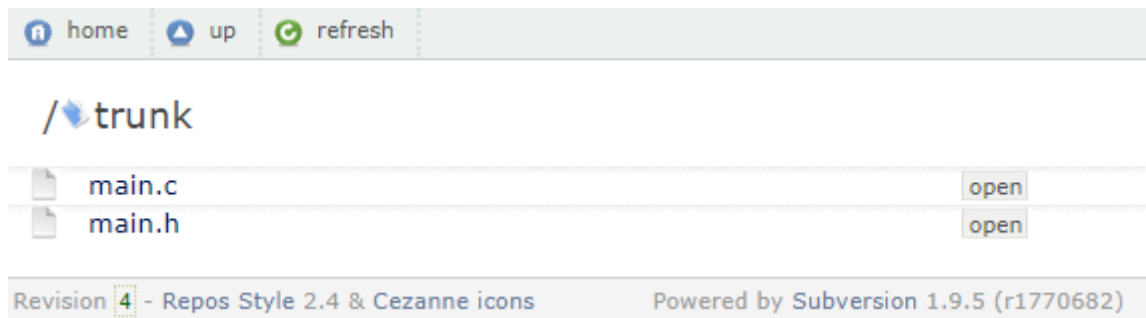 home up refresh
/trunk
main.c open
main.h open
Revision 4 - Repos Style 2.4 & Cezanne icons Powered by Subversion 1.9.5 (r1770682)